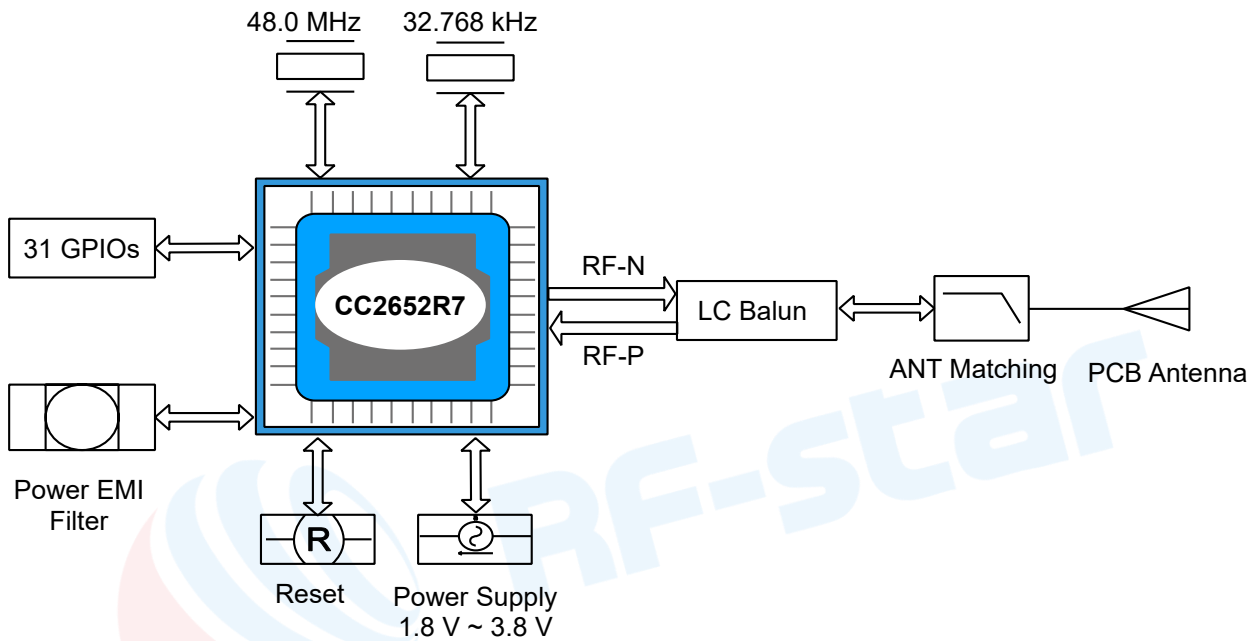 48.0 MHz
32.768 kHz
31 GPIOs
CC2652R7
RF-N
RF-P
LC Balun
ANT Matching
PCB Antenna
Power EMI
Filter
R
Reset
Power Supply
1.8 V ~ 3.8 V
RF-star